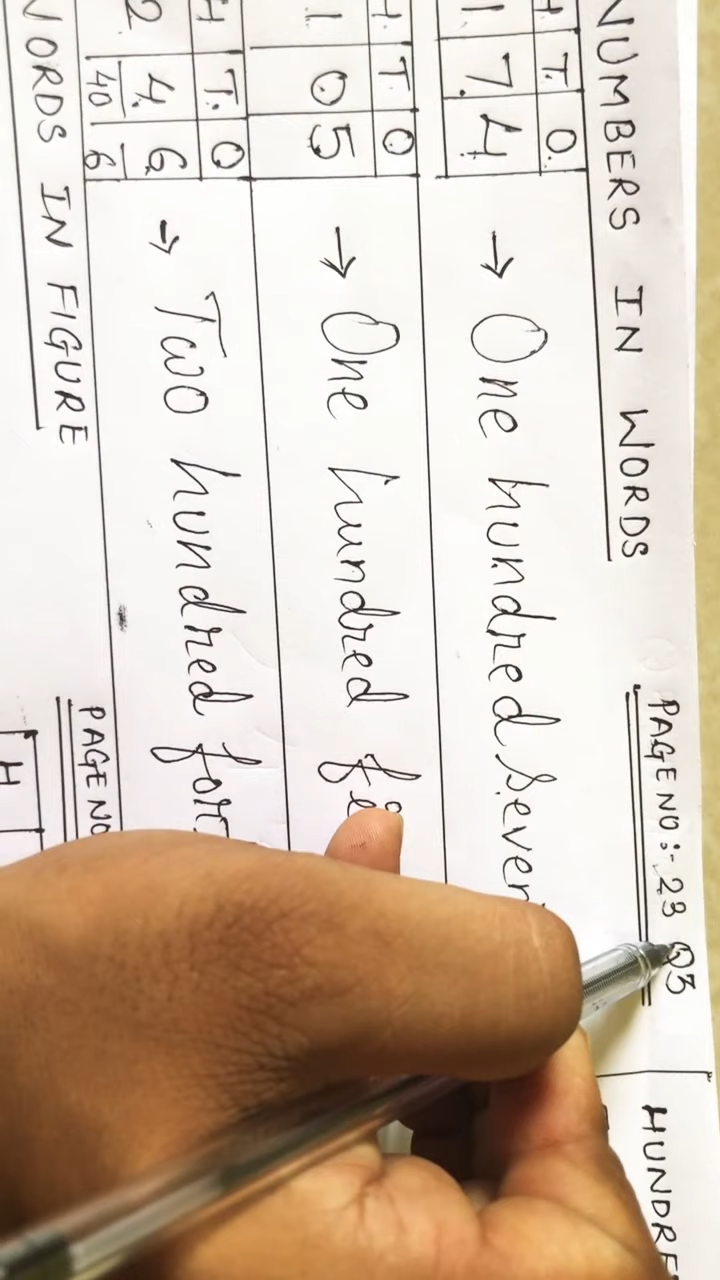 NUMBERS IN WORDS
PAGE NO:- 23 Q3
H. T. O.
1 7. 4
→ One hundred
H. T. O
1 0 5
→ One hundred
H T. O
2 4. 6
40 6
→ Two hundred
WORDS IN FIGURE
PAGE NO
H